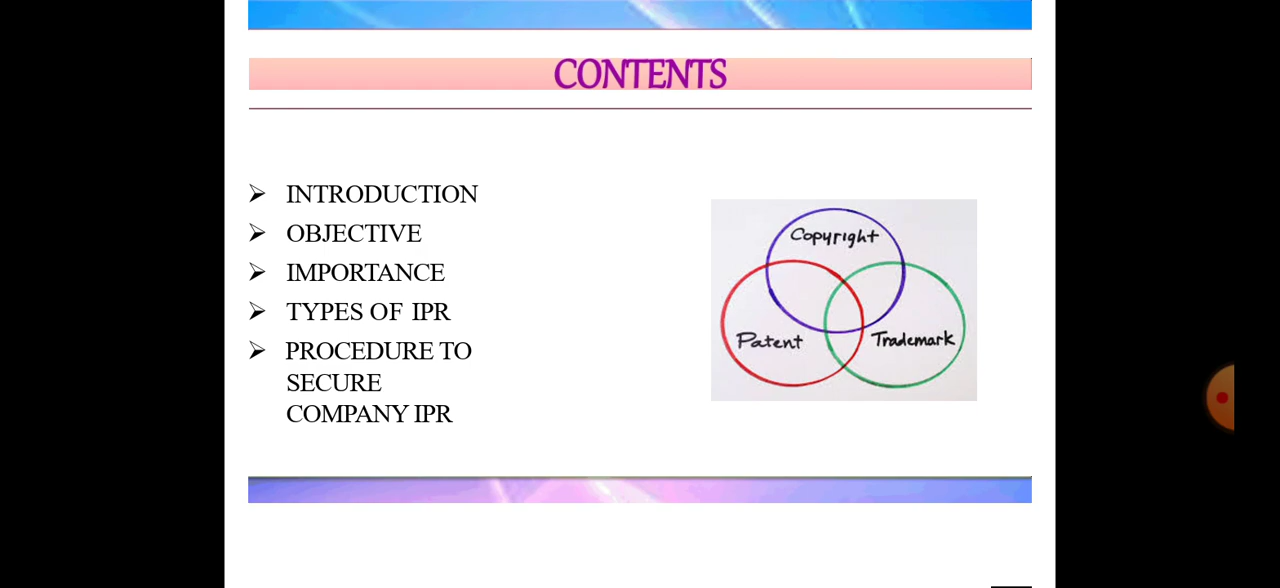 CONTENTS
INTRODUCTION
OBJECTIVE
IMPORTANCE
TYPES OF IPR
PROCEDURE TO
SECURE
COMPANY IPR
Copyright
Patent
Trademark